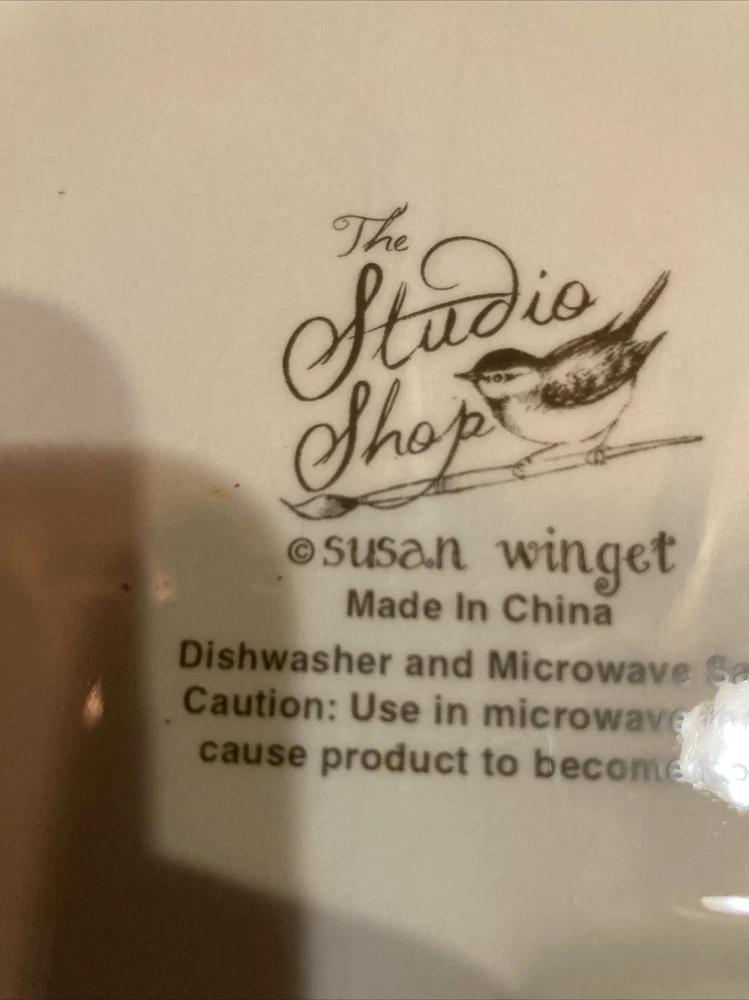 The
Studio
Shop
©susan winget
Made In China
Dishwasher and Microwave
Caution: Use in microwave
cause product to become